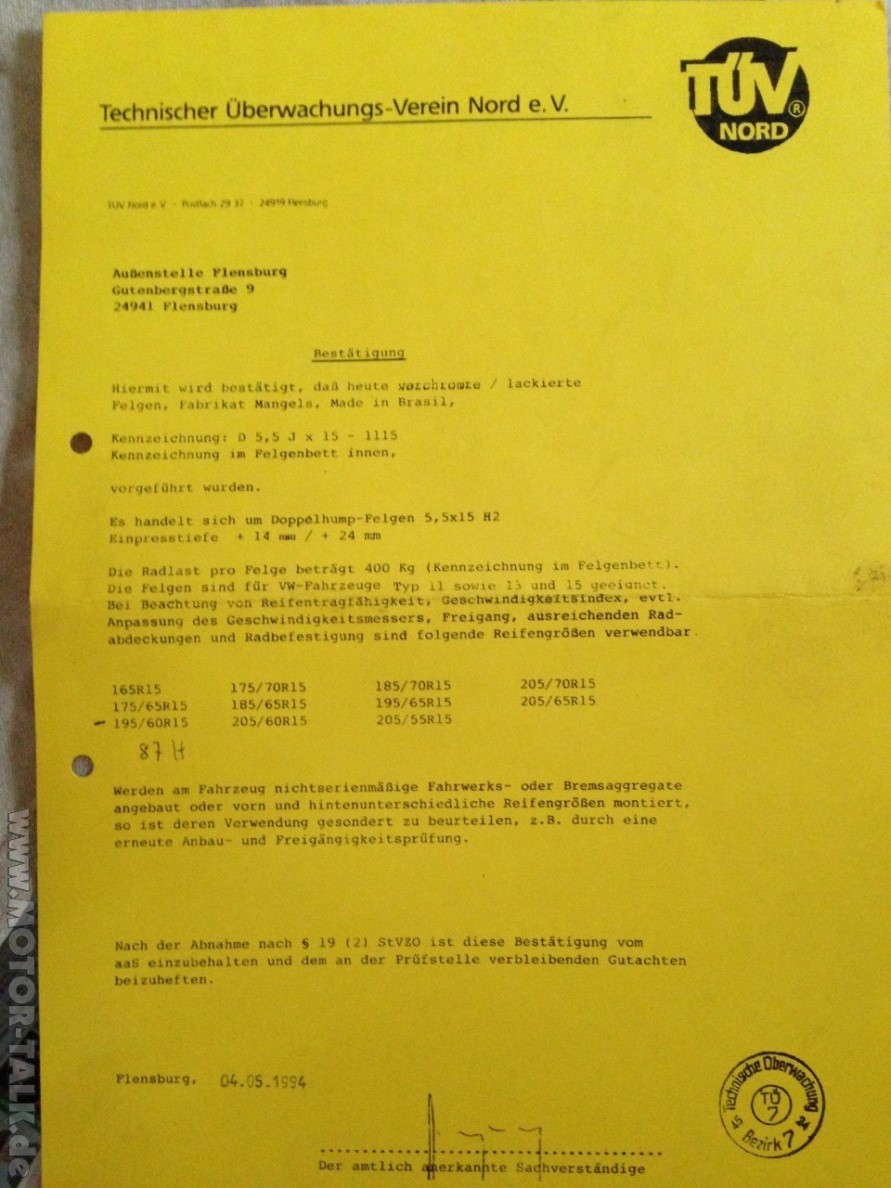 Technischer Überwachungs-Verein Nord e.V.
TÜV
®
NORD
TÜV Nord e.V. - Postfach 29 32 - 24919 Flensburg
Außenstelle Flensburg
Gutenbergstraße 9
24941 Flensburg
Bestätigung
Hiermit wird bestätigt, daß heute verchromte / lackierte
Felgen, Fabrikat Mangels, Made in Brasil,
Kennzeichnung: D 5,5 J x 15 - 1115
Kennzeichnung im Felgenbett innen,
vorgeführt wurden.
Es handelt sich um Doppelhump-Felgen 5,5x15 H2
Einpresstiefe + 14 mm / + 24 mm
Die Radlast pro Felge beträgt 400 Kg (Kennzeichnung im Felgenbett).
Die Felgen sind für VW-Fahrzeuge Typ 11 sowie 13 und 15 geeignet.
Bei Beachtung von Reifentragfähigkeit, Geschwindigkeitsindex, evtl.
Anpassung des Geschwindigkeitsmessers, Freigang, ausreichenden Rad-
abdeckungen und Radbefestigung sind folgende Reifengrößen verwendbar
165R15 175/70R15 185/70R15 205/70R15
175/65R15 185/65R15 195/65R15 205/65R15
- 195/60R15 205/60R15 205/55R15
87 H
Werden am Fahrzeug nichtserienmäßige Fahrwerks- oder Bremsaggregate
angebaut oder vorn und hintenunterschiedliche Reifengrößen montiert,
so ist deren Verwendung gesondert zu beurteilen, z.B. durch eine
erneute Anbau- und Freigängigkeitsprüfung.
Nach der Abnahme nach § 19 (2) StVZO ist diese Bestätigung vom
aaS einzubehalten und dem an der Prüfstelle verbleibenden Gutachten
beizuheften.
Flensburg, 04.05.1994
Technische Überwachung
TÜ
7
24
Bezirk 7
Der amtlich anerkannte Sachverständige
www.MOTOR-TALK.de